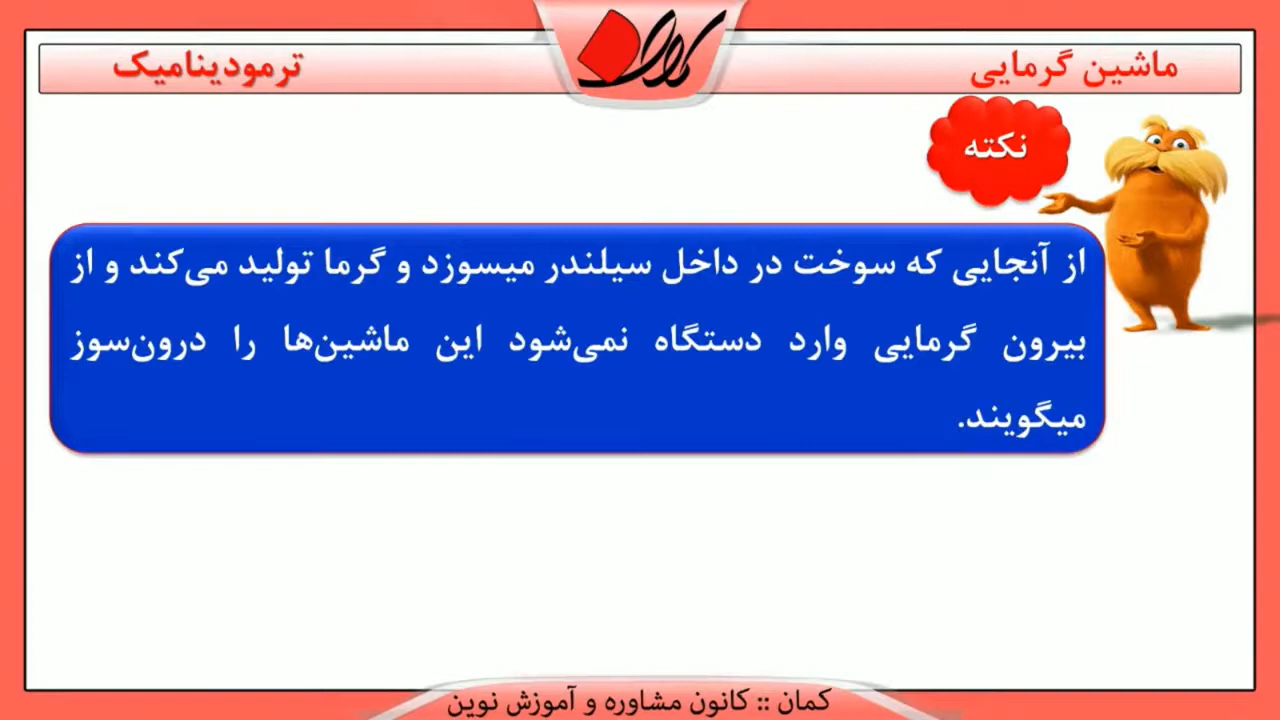 ماشین گرمایی
ترمودینامیک
کمان
نکته
از آنجایی که سوخت در داخل سیلندر میسوزد و گرما تولید می‌کند و از
بیرون گرمایی وارد دستگاه نمی‌شود این ماشین‌ها را درون‌سوز
میگویند.
کمان :: کانون مشاوره و آموزش نوین